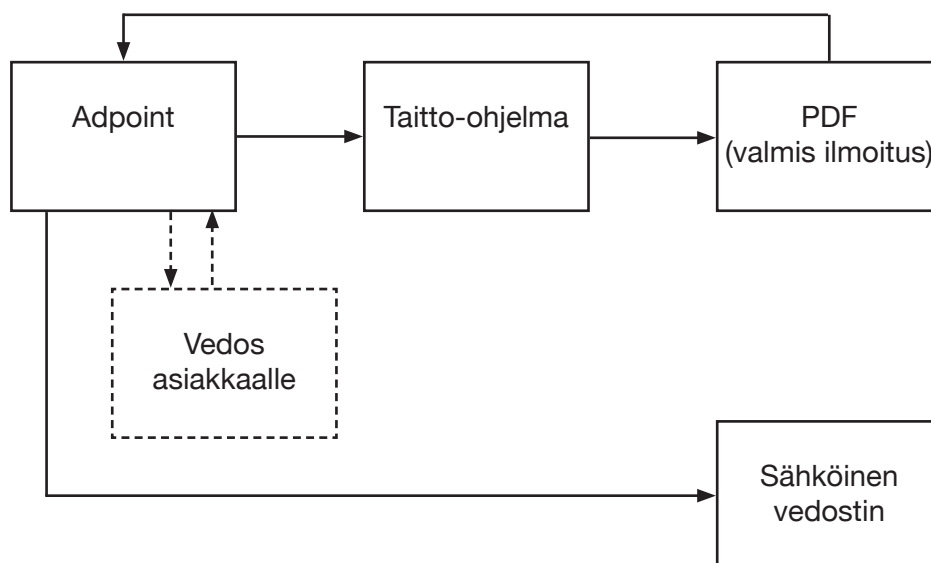 Adpoint
Taitto-ohjelma
PDF
(valmis ilmoitus)
Vedos
asiakkaalle
Sähköinen
vedostin